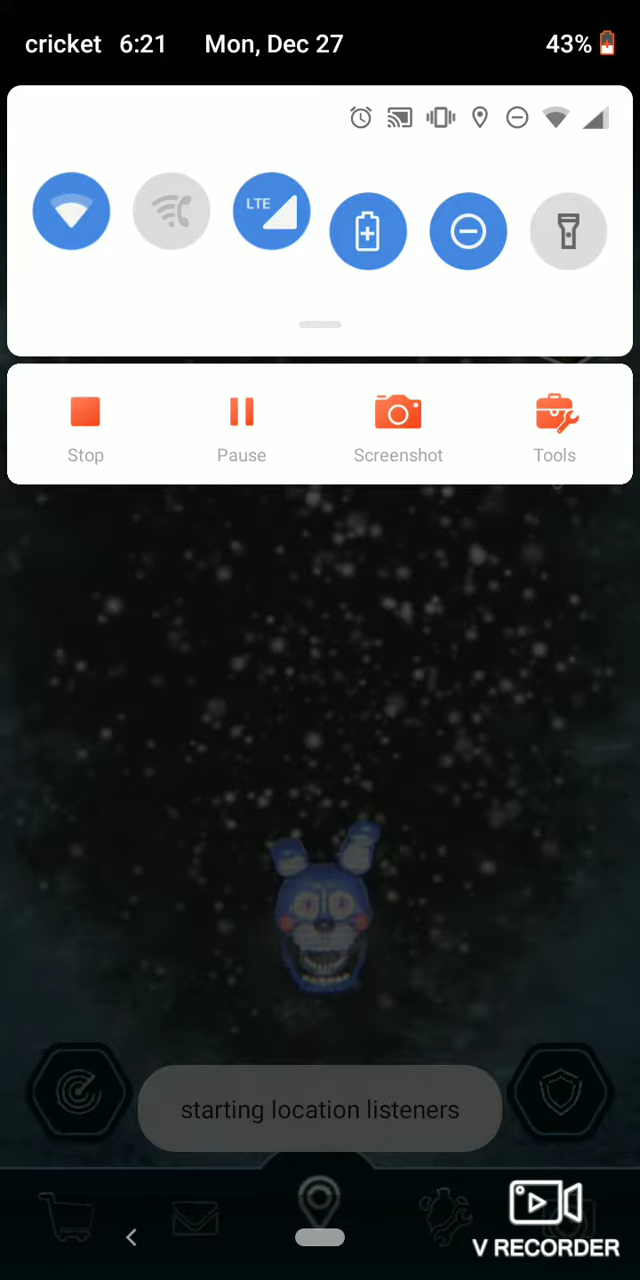 cricket 6:21 Mon, Dec 27 43%
LTE
Stop Pause Screenshot Tools
starting location listeners
V RECORDER